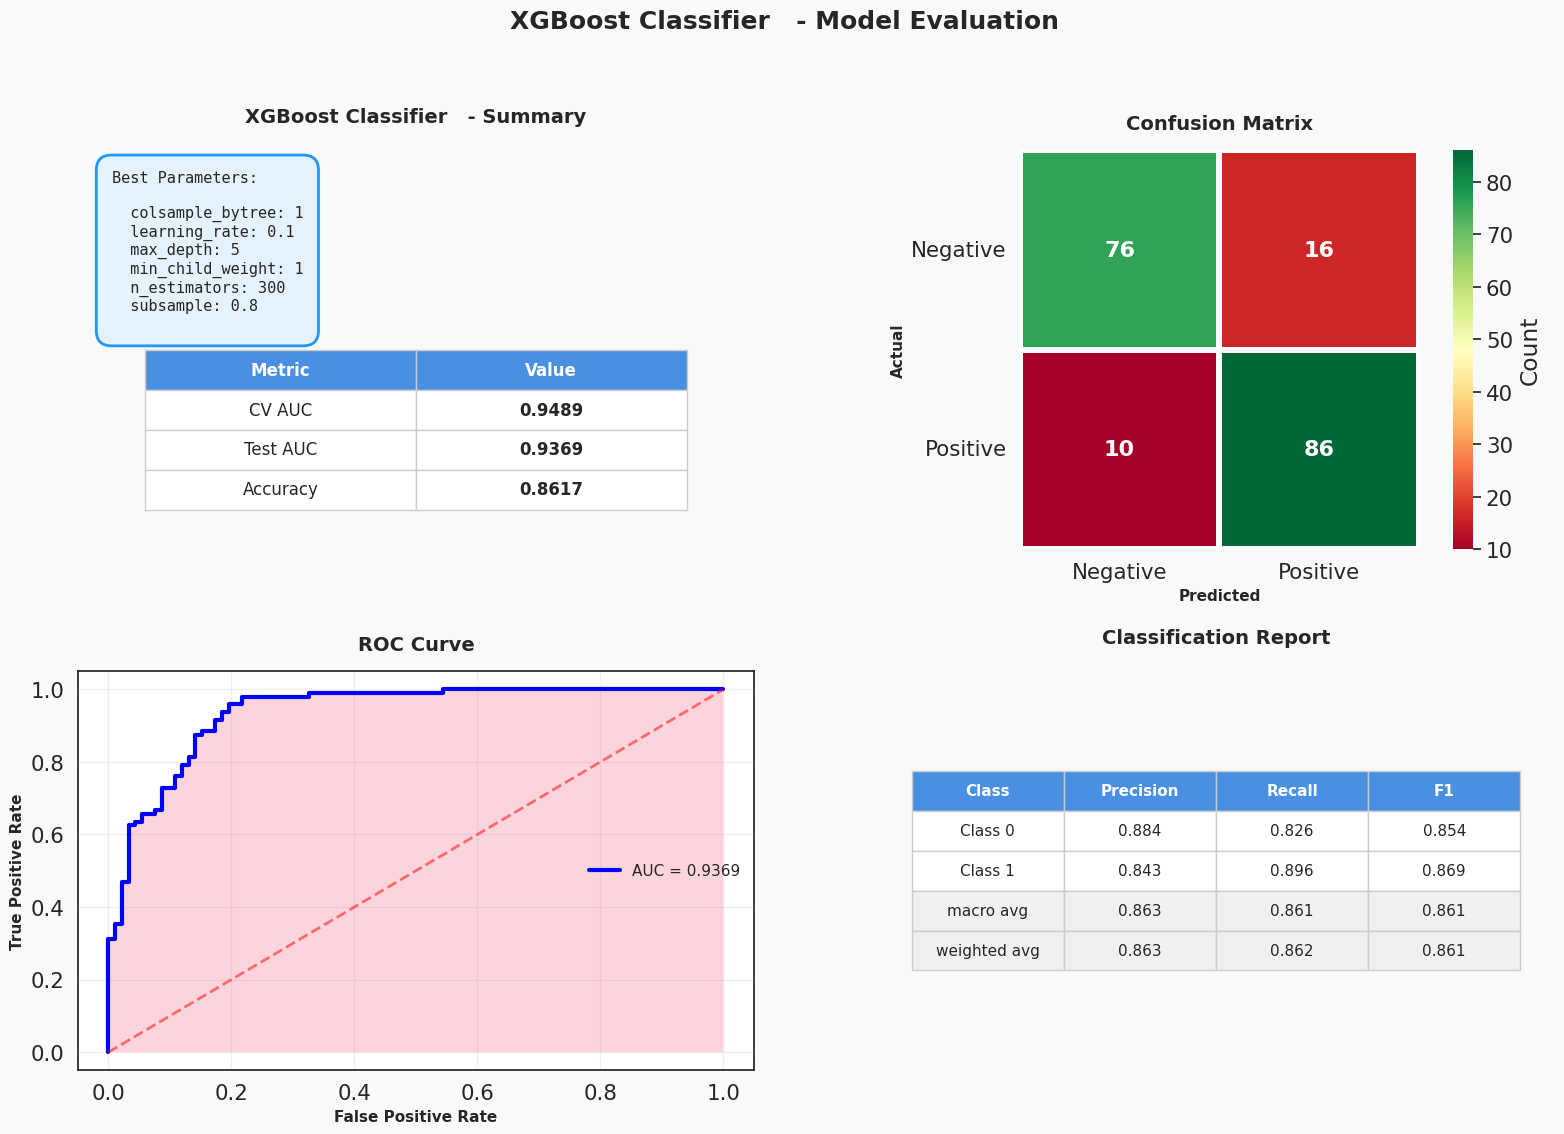 XGBoost Classifier   - Model Evaluation
XGBoost Classifier   - Summary
Best Parameters:
colsample_bytree: 1
learning_rate: 0.1
max_depth: 5
min_child_weight: 1
n_estimators: 300
subsample: 0.8
Metric Value
CV AUC 0.9489
Test AUC 0.9369
Accuracy 0.8617
Confusion Matrix
Actual
Negative 76 16
Positive 10 86
Negative Positive
Predicted
80
70
60
50
40
30
20
10
Count
ROC Curve
True Positive Rate
1.0
0.8
0.6
0.4
0.2
0.0
AUC = 0.9369
0.0 0.2 0.4 0.6 0.8 1.0
False Positive Rate
Classification Report
Class Precision Recall F1
Class 0 0.884 0.826 0.854
Class 1 0.843 0.896 0.869
macro avg 0.863 0.861 0.861
weighted avg 0.863 0.862 0.861